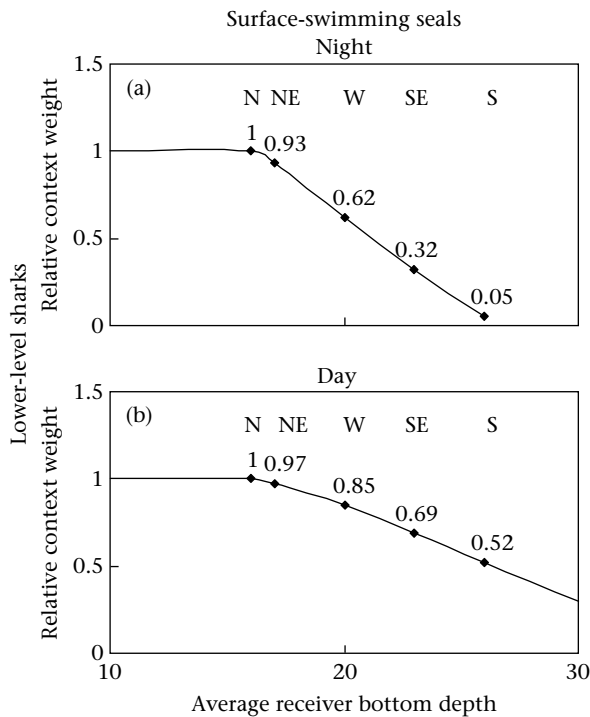 Surface-swimming seals
Night
Lower-level sharks
Relative context weight
1.5
1
0.5
0
(a)
N NE W SE S
1
0.93
0.62
0.32
0.05
Day
Relative context weight
1.5
1
0.5
0
(b)
N NE W SE S
1
0.97
0.85
0.69
0.52
10 20 30
Average receiver bottom depth